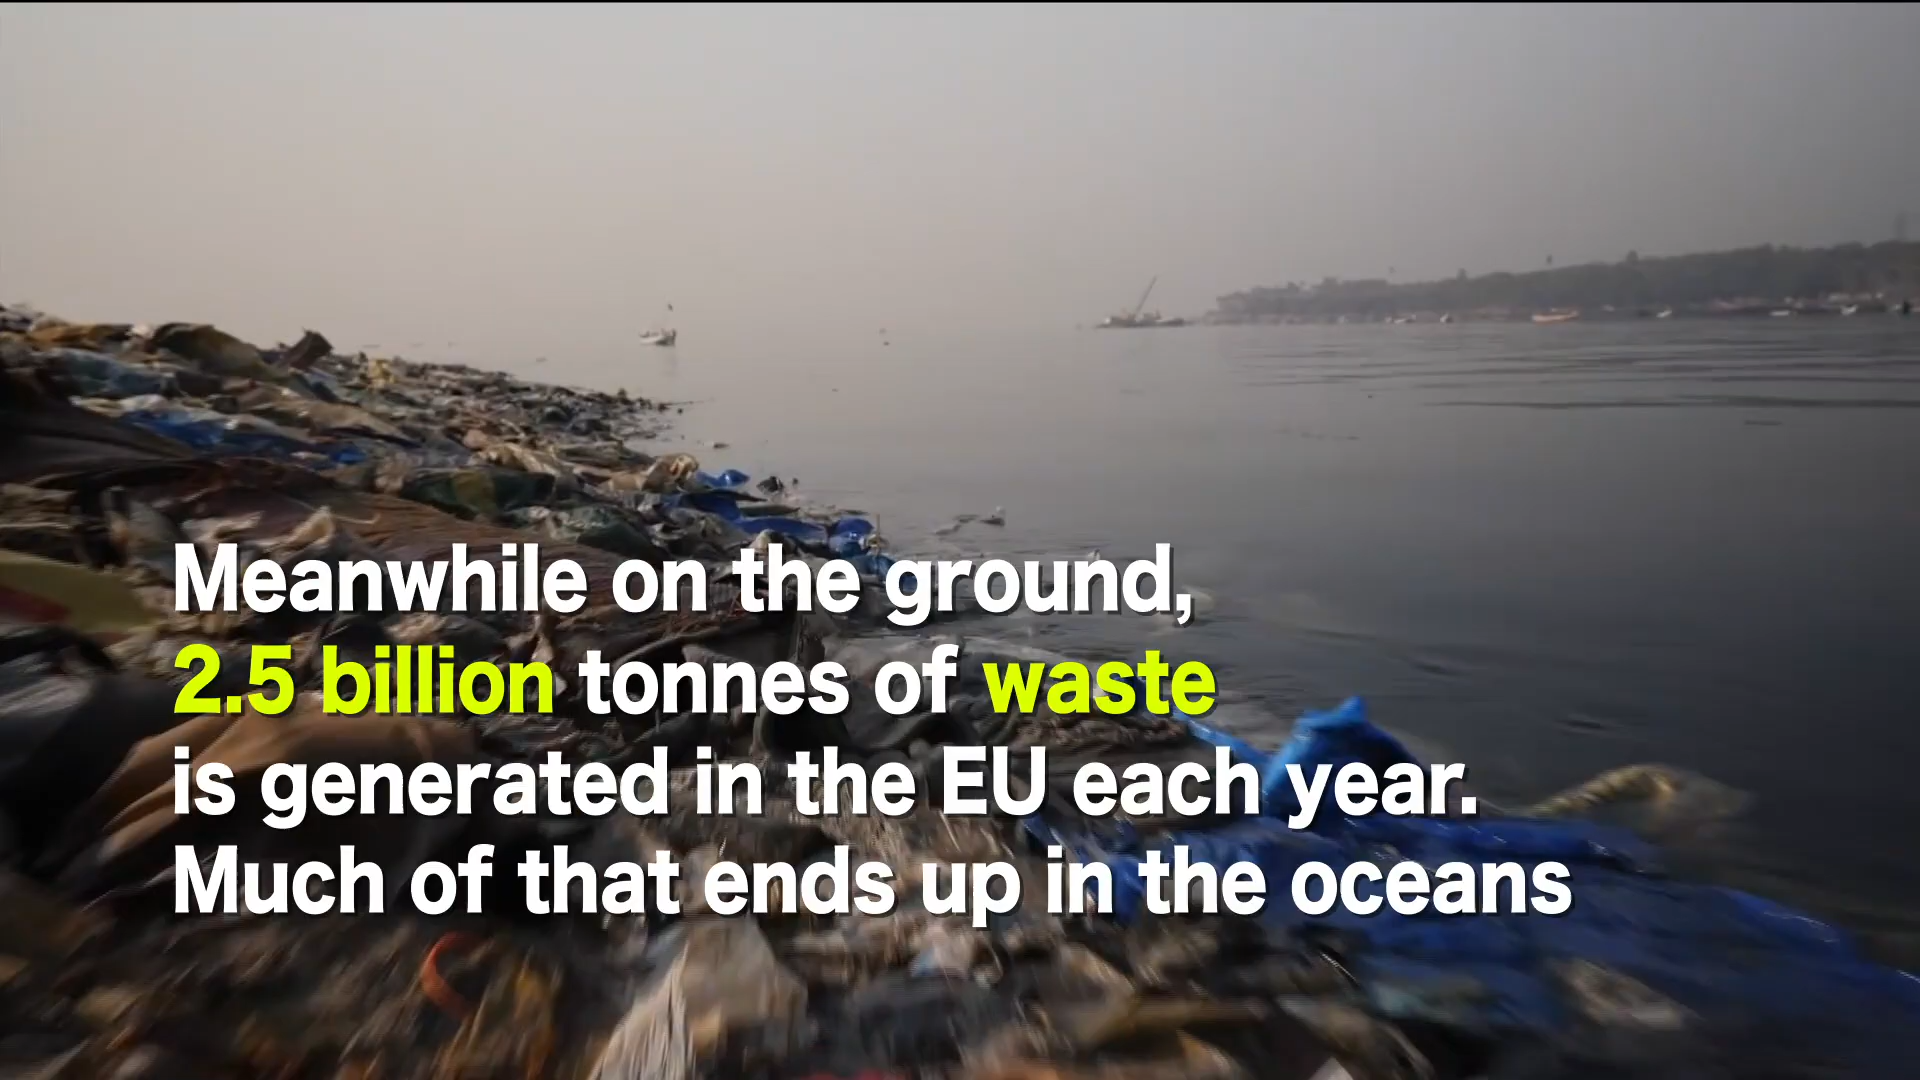 Meanwhile on the ground,
2.5 billion tonnes of waste
is generated in the EU each year.
Much of that ends up in the oceans